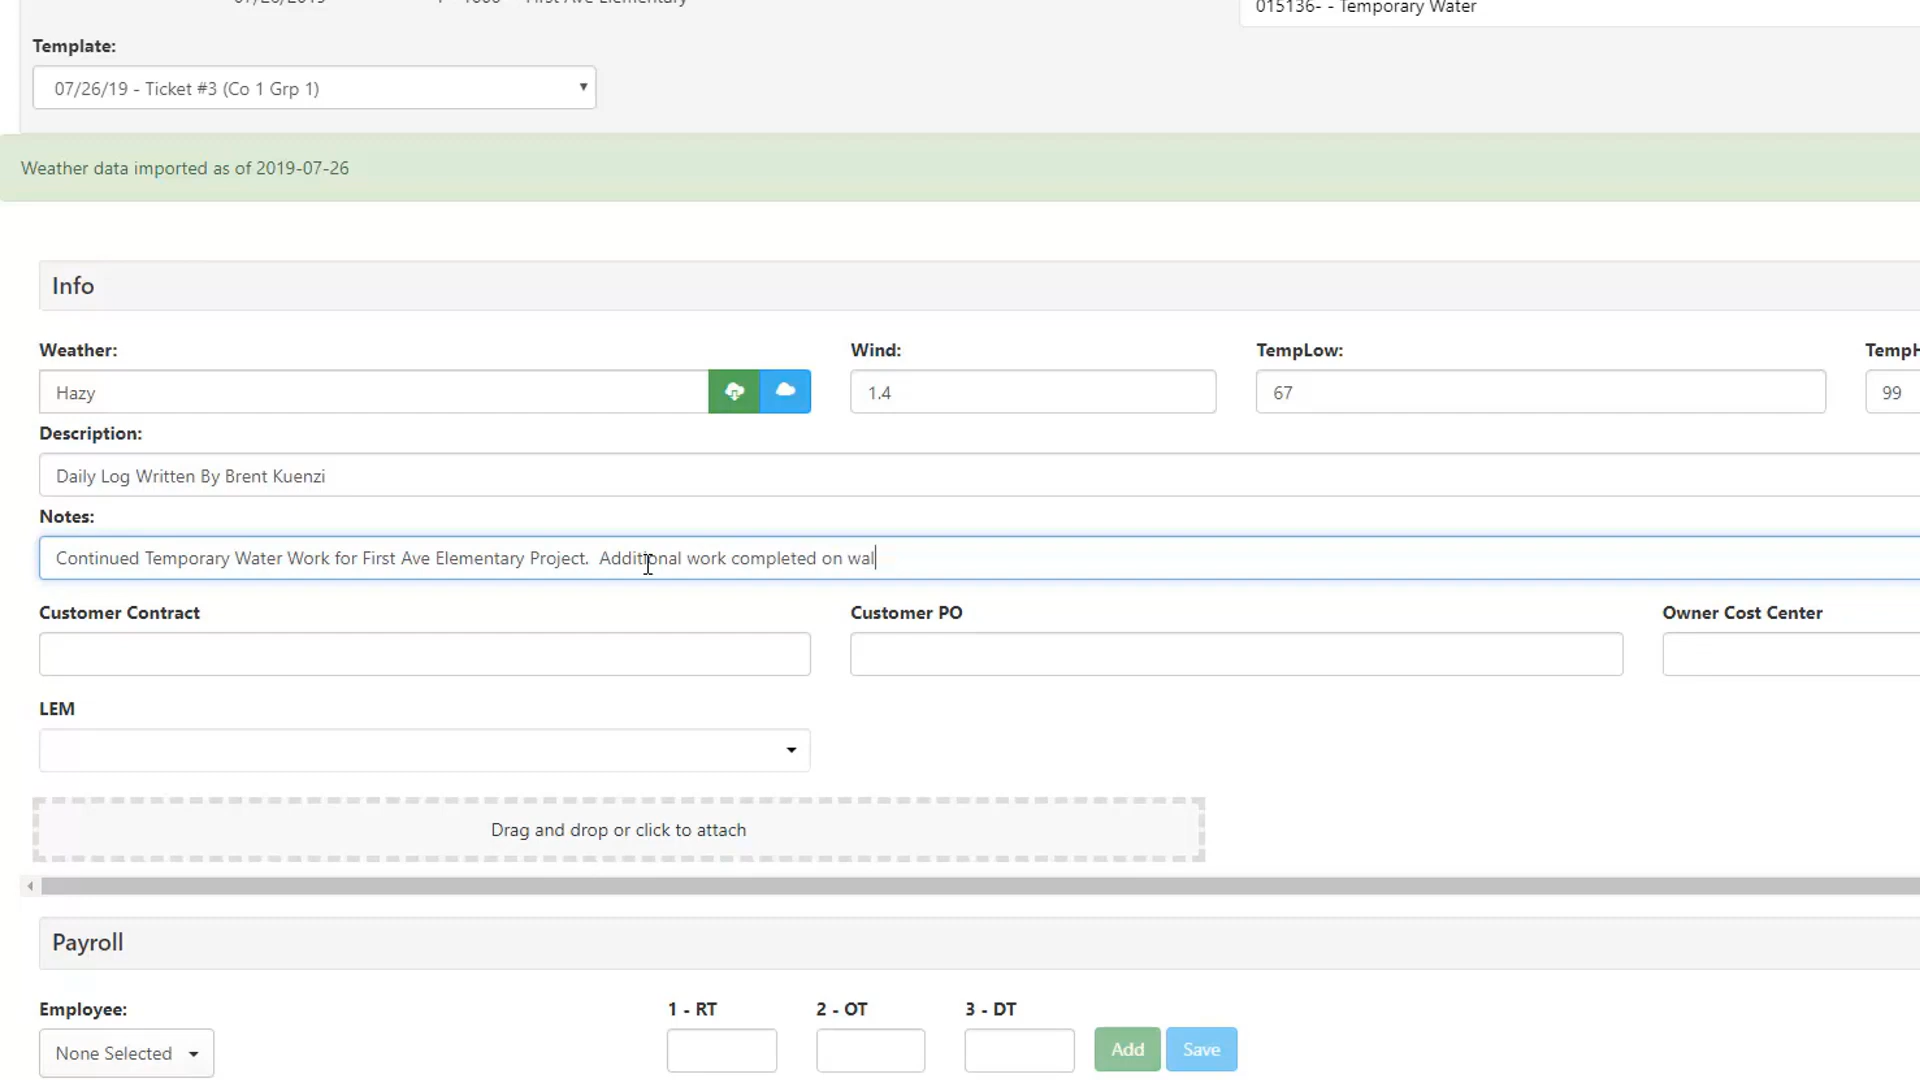 015136- - Temporary Water
Template:
07/26/19 - Ticket #3 (Co 1 Grp 1)
Weather data imported as of 2019-07-26
Info
Weather: Wind: TempLow:
Hazy 1.4 67 99
Description:
Daily Log Written By Brent Kuenzi
Notes:
Continued Temporary Water Work for First Ave Elementary Project.  Additional work completed on wal
Customer Contract Customer PO Owner Cost Center
LEM
Drag and drop or click to attach
Payroll
Employee: 1 - RT 2 - OT 3 - DT
None Selected Add Save